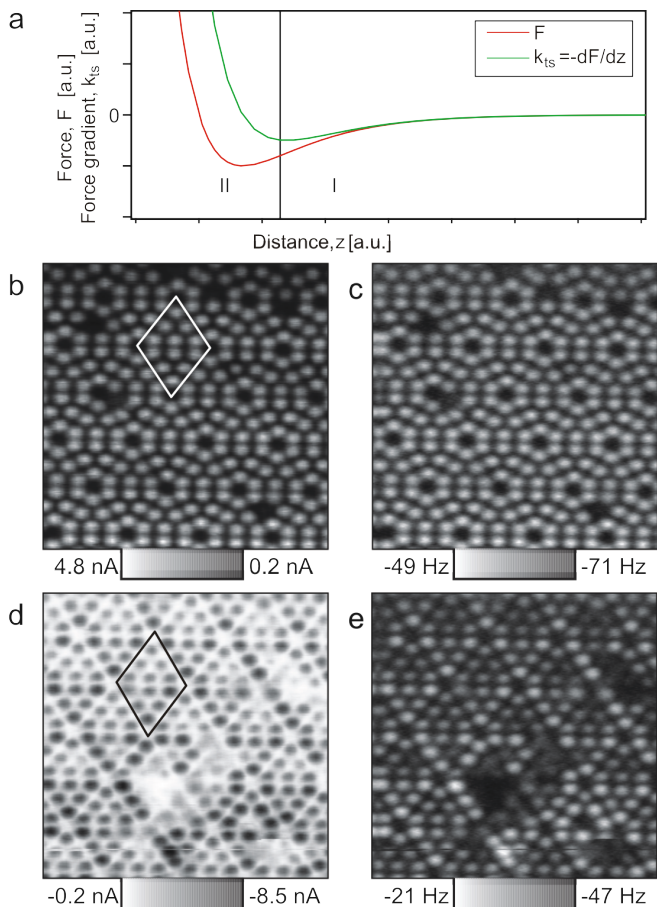 a
Force, F [a.u.]
Force gradient, k_ts [a.u.]
0
F
k_ts =-dF/dz
II
I
Distance,z [a.u.]
b
c
4.8 nA
0.2 nA
-49 Hz
-71 Hz
d
e
-0.2 nA
-8.5 nA
-21 Hz
-47 Hz